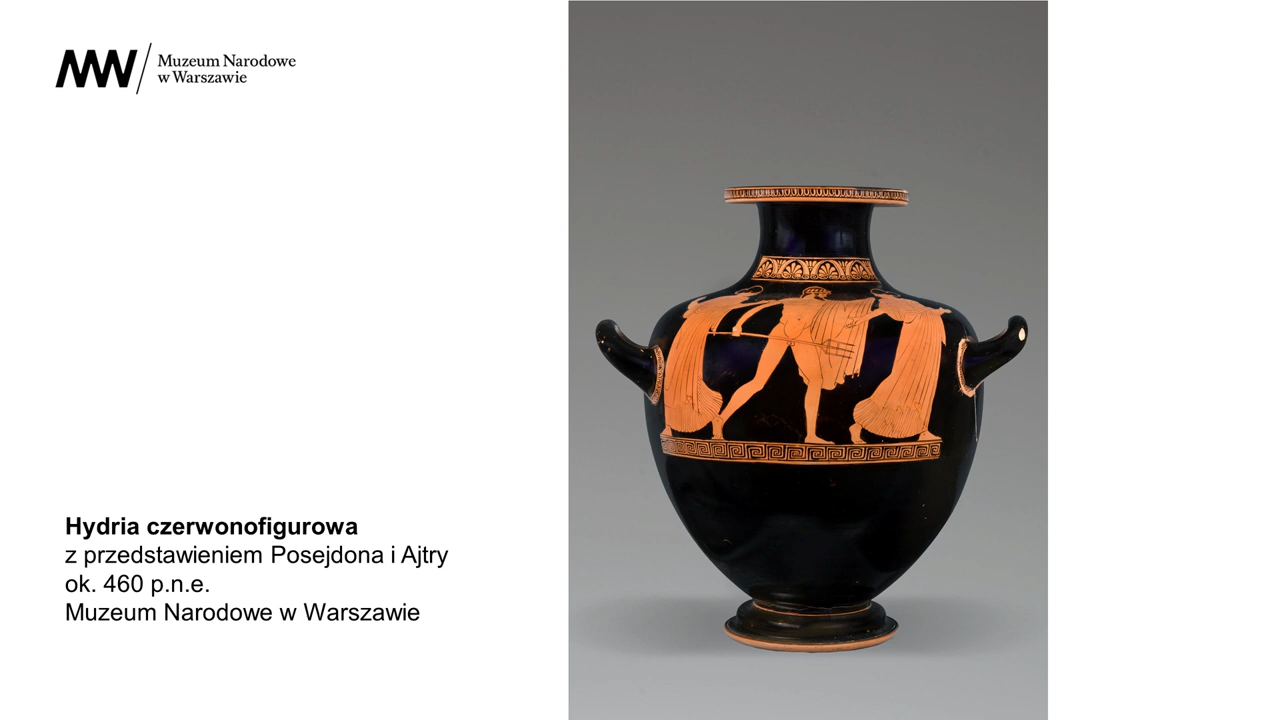 MNW
Muzeum Narodowe
w Warszawie
Hydria czerwonofigurowa
z przedstawieniem Posejdona i Ajtry
ok. 460 p.n.e.
Muzeum Narodowe w Warszawie